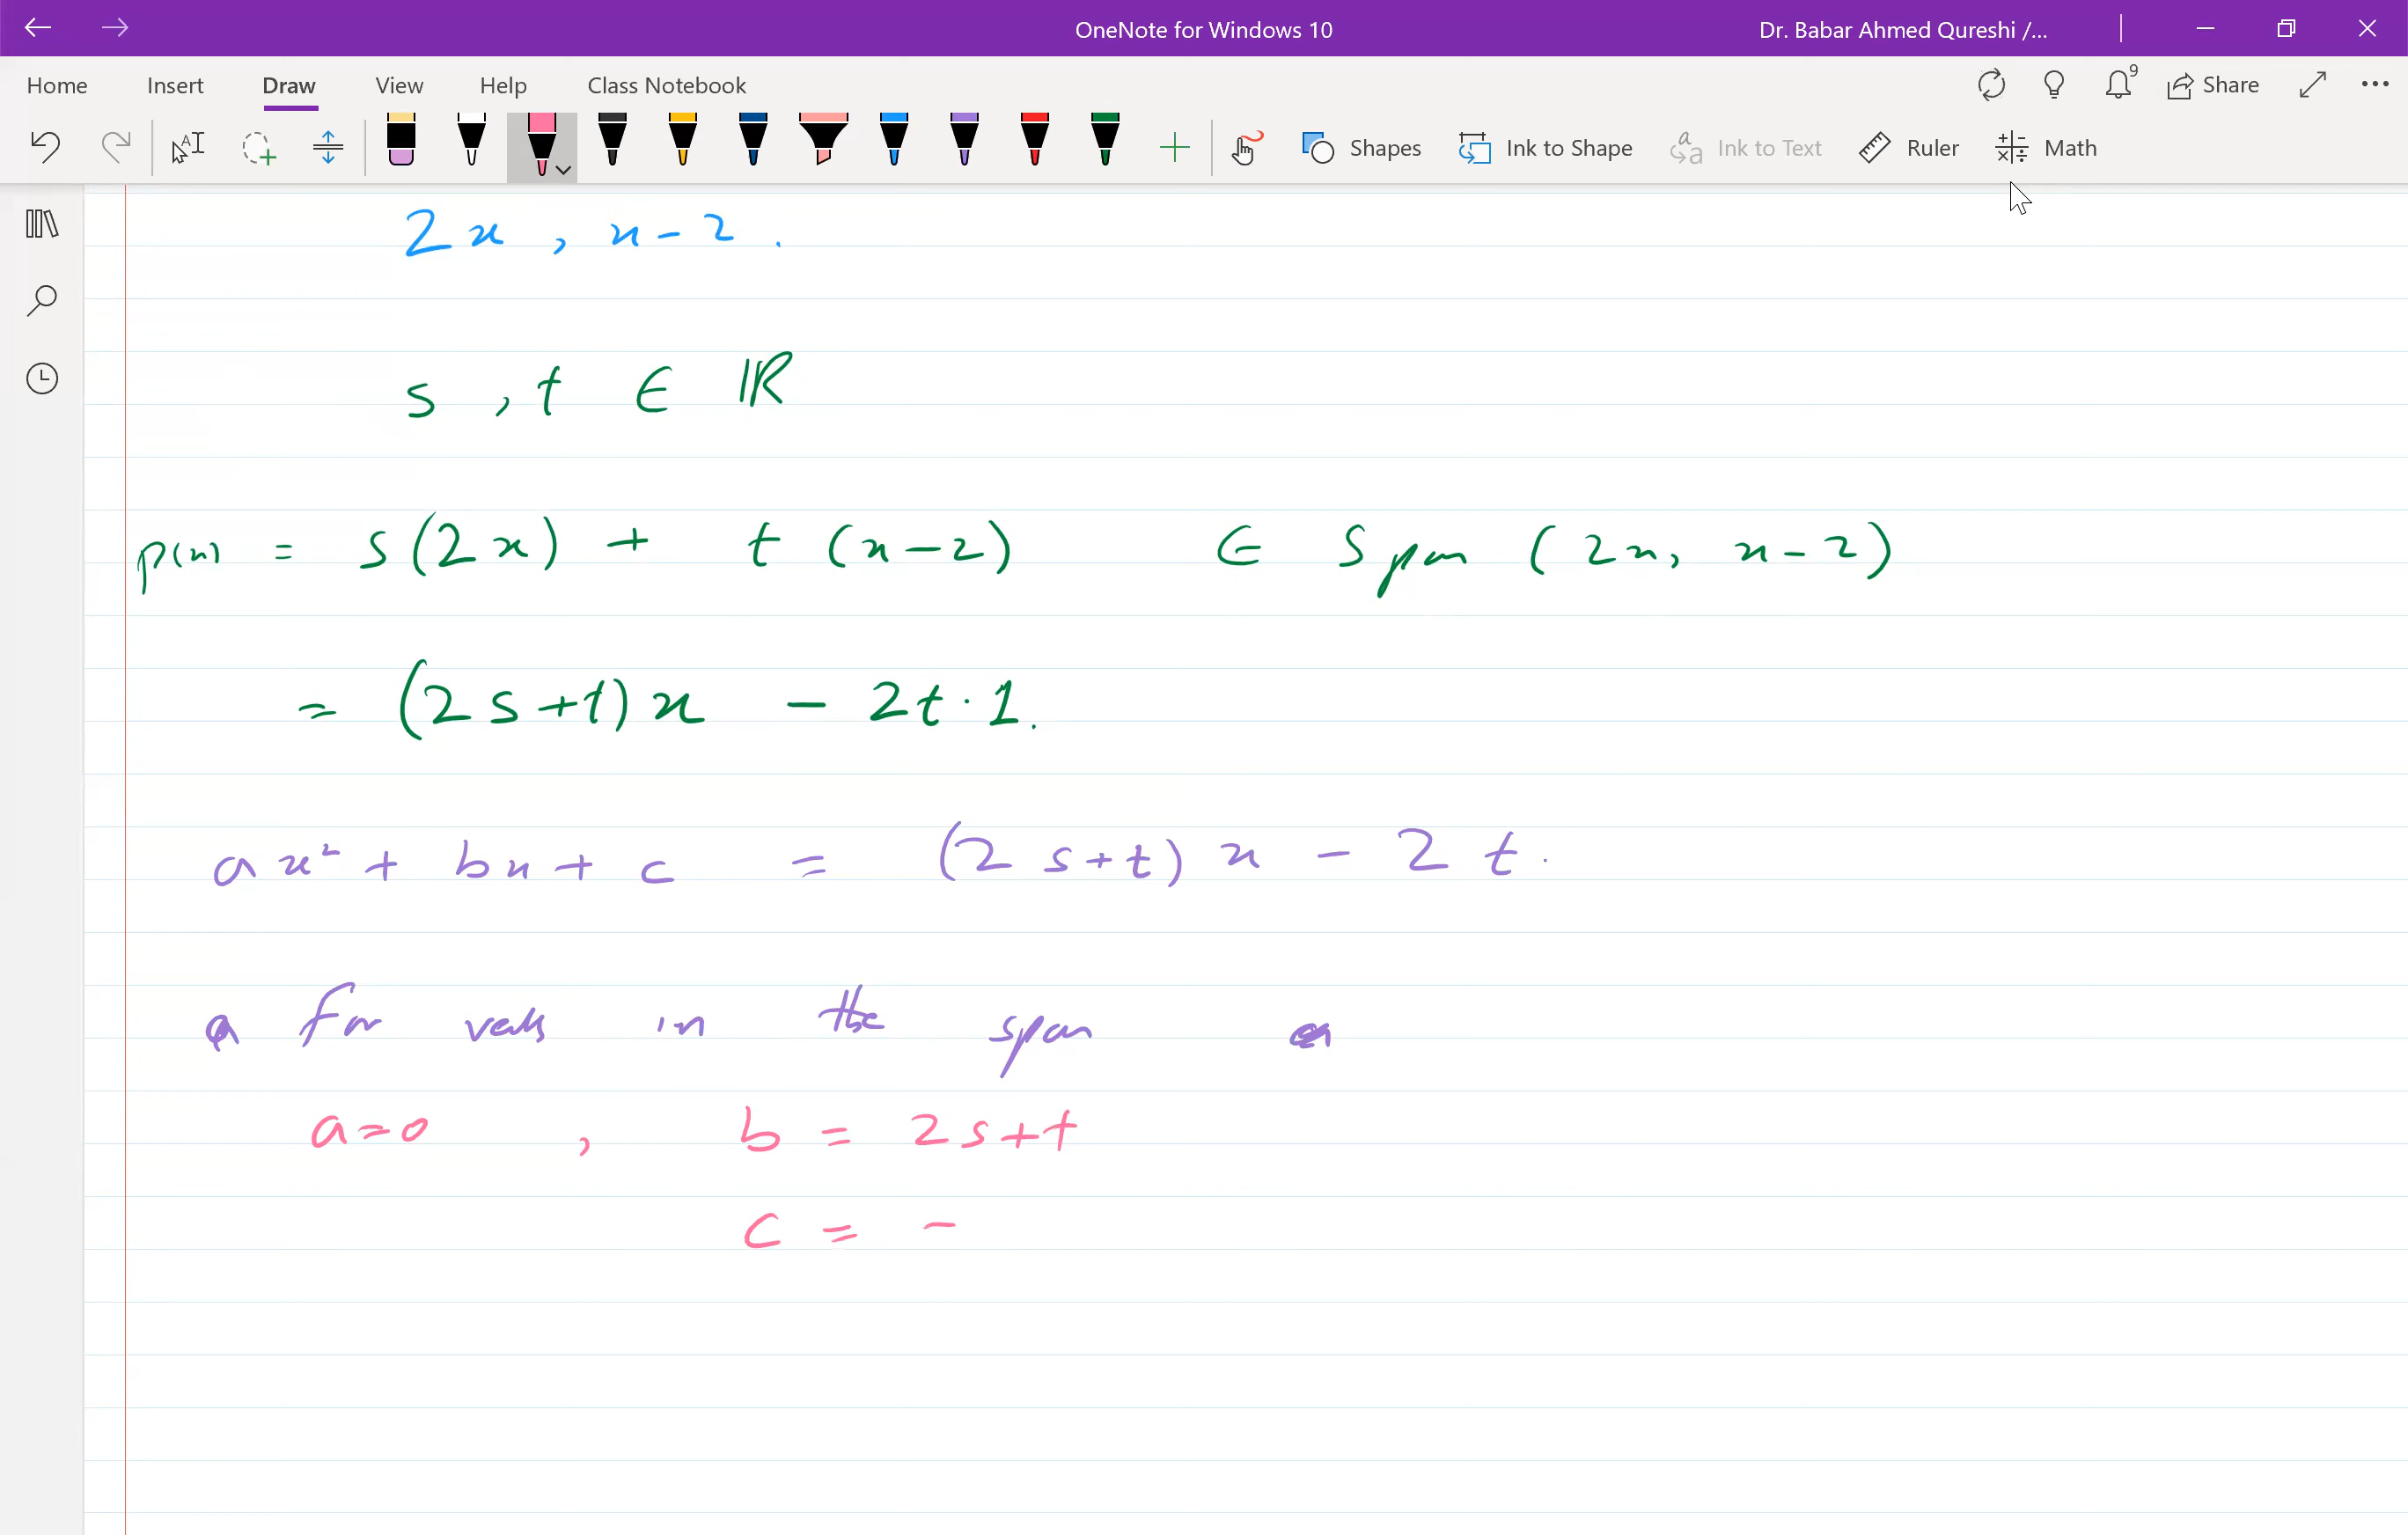 OneNote for Windows 10
Dr. Babar Ahmed Qureshi /...
Home Insert Draw View Help Class Notebook
9 Share
Shapes Ink to Shape Ink to Text Ruler Math
2x , x-2 .
s , t ∈ ℝ
p(x) = s(2x) + t (x-2) ∈ Span (2x, x-2)
= (2s+t)x - 2t·1.
ax² + bx + c = (2s+t) x - 2t.
For in the span
a=0 , b = 2s+t
c = -